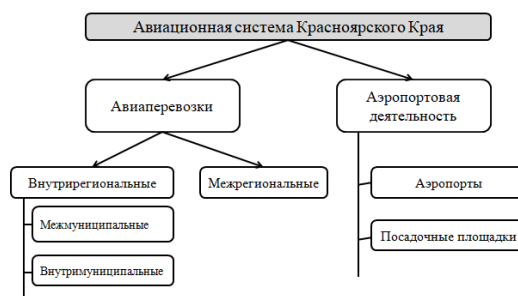 Авиационная система Красноярского Края
Авиаперевозки
Аэропортовая
деятельность
Внутрирегиональные
Межрегиональные
Аэропорты
Межмуниципальные
Посадочные площадки
Внутримуниципальные